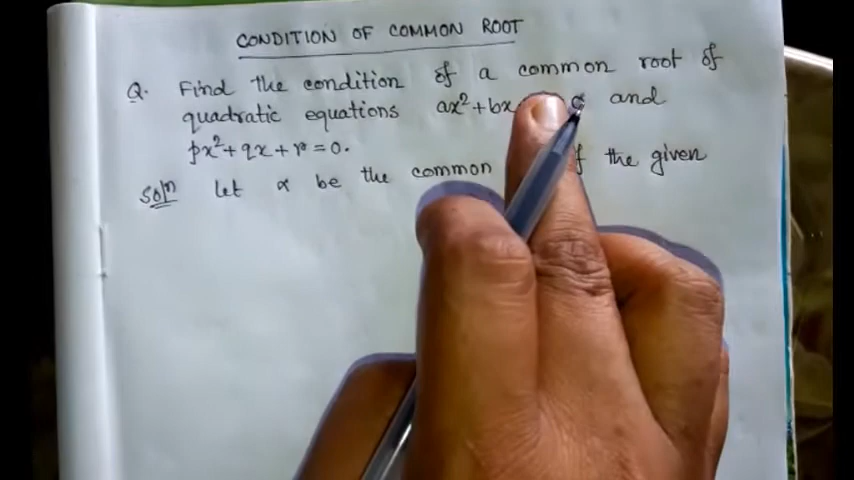 CONDITION OF COMMON ROOT
Q. Find the condition of a common root of
quadratic equations ax²+bx and
px²+qx+r=0.
Solⁿ let α be the common the given